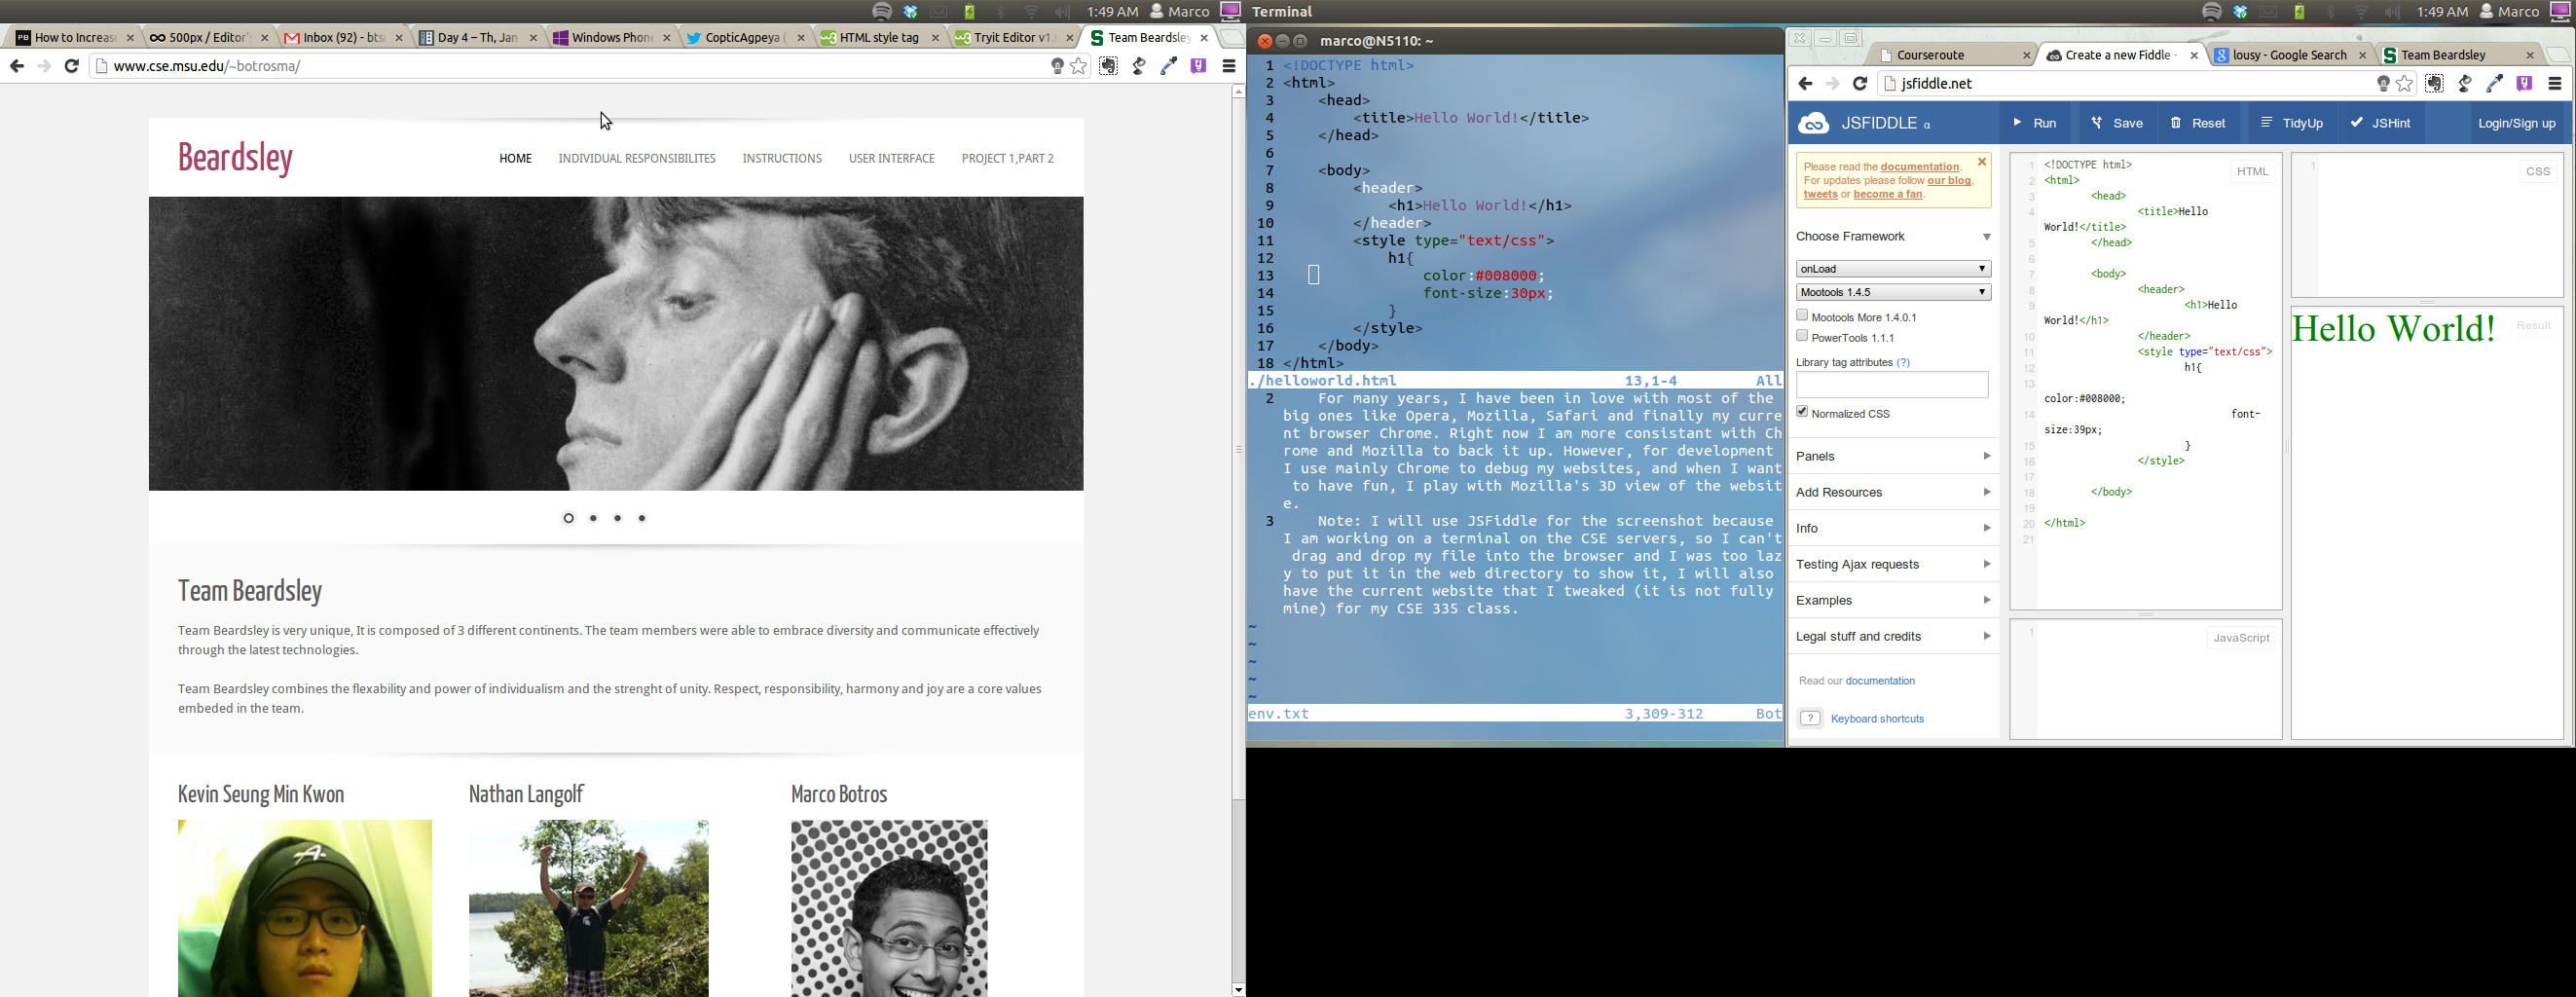 1:49 AM Marco
Terminal
1:49 AM Marco
How to Increase
500px / Editor'
Inbox (92) - bts
Day 4 – Th, Jan
Windows Phon
CopticAgpeya (
HTML style tag
Tryit Editor v1.
Team Beardsley
www.cse.msu.edu/~botrosma/
Beardsley
HOME INDIVIDUAL RESPONSIBILITES INSTRUCTIONS USER INTERFACE PROJECT 1,PART 2
Team Beardsley
Team Beardsley is very unique, It is composed of 3 different continents. The team members were able to embrace diversity and communicate effectively
through the latest technologies.
Team Beardsley combines the flexability and power of individualism and the strenght of unity. Respect, responsibility, harmony and joy are a core values
embeded in the team.
Kevin Seung Min Kwon
Nathan Langolf
Marco Botros
marco@N5110: ~
1 <!DOCTYPE html>
2 <html>
3 <head>
4 <title>Hello World!</title>
5 </head>
6
7 <body>
8 <header>
9 <h1>Hello World!</h1>
10 </header>
11 <style type="text/css">
12 h1{
13 color:#008000;
14 font-size:30px;
15 }
16 </style>
17 </body>
18 </html>
./helloworld.html 13,1-4 All
2 For many years, I have been in love with most of the
big ones like Opera, Mozilla, Safari and finally my curre
nt browser Chrome. Right now I am more consistant with Ch
rome and Mozilla to back it up. However, for development
I use mainly Chrome to debug my websites, and when I want
to have fun, I play with Mozilla's 3D view of the websit
e.
3 Note: I will use JSFiddle for the screenshot because
I am working on a terminal on the CSE servers, so I can't
drag and drop my file into the browser and I was too laz
y to put it in the web directory to show it, I will also
have the current website that I tweaked (it is not fully
mine) for my CSE 335 class.
~
~
~
~
~
env.txt 3,309-312 Bot
Courseroute
Create a new Fiddle -
lousy - Google Search
Team Beardsley
jsfiddle.net
JSFIDDLE α
Run Save Reset TidyUp JSHint Login/Sign up
Please read the documentation.
For updates please follow our blog,
tweets or become a fan.
Choose Framework
onLoad
Mootools 1.4.5
Mootools More 1.4.0.1
PowerTools 1.1.1
Library tag attributes (?)
Normalized CSS
Panels
Add Resources
Info
Testing Ajax requests
Examples
Legal stuff and credits
Read our documentation
? Keyboard shortcuts
HTML
1 <!DOCTYPE html>
2 <html>
3 <head>
4 <title>Hello
World!</title>
5 </head>
6
7 <body>
8 <header>
9 <h1>Hello
World!</h1>
10 </header>
11 <style type="text/css">
12 h1{
13
color:#008000;
14 font-
size:39px;
15 }
16 </style>
17
18 </body>
19
20 </html>
21
1 JavaScript
1 CSS
Hello World!
Result